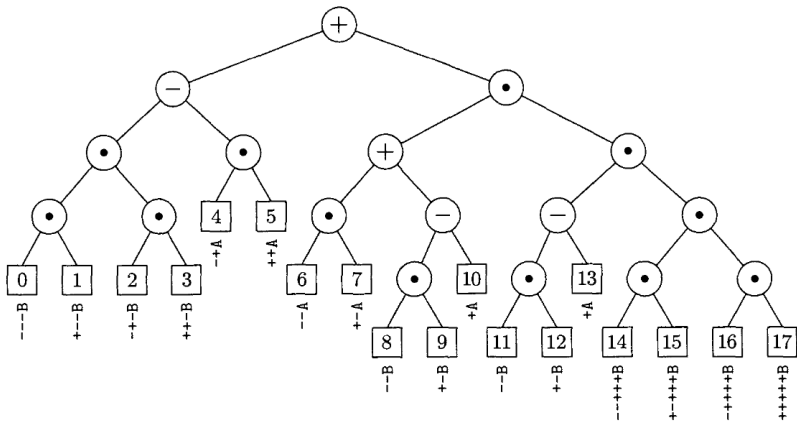 +
− •
• • + •
• • 4 5 • − − •
-+A ++A
0 1 2 3 6 7 • 10 • 13 • •
---B +--B -+-B ++-B --A +-A +A +A
8 9 11 12 14 15 16 17
--B +-B --B +-B --+++B +-+++B -++++B +++++B